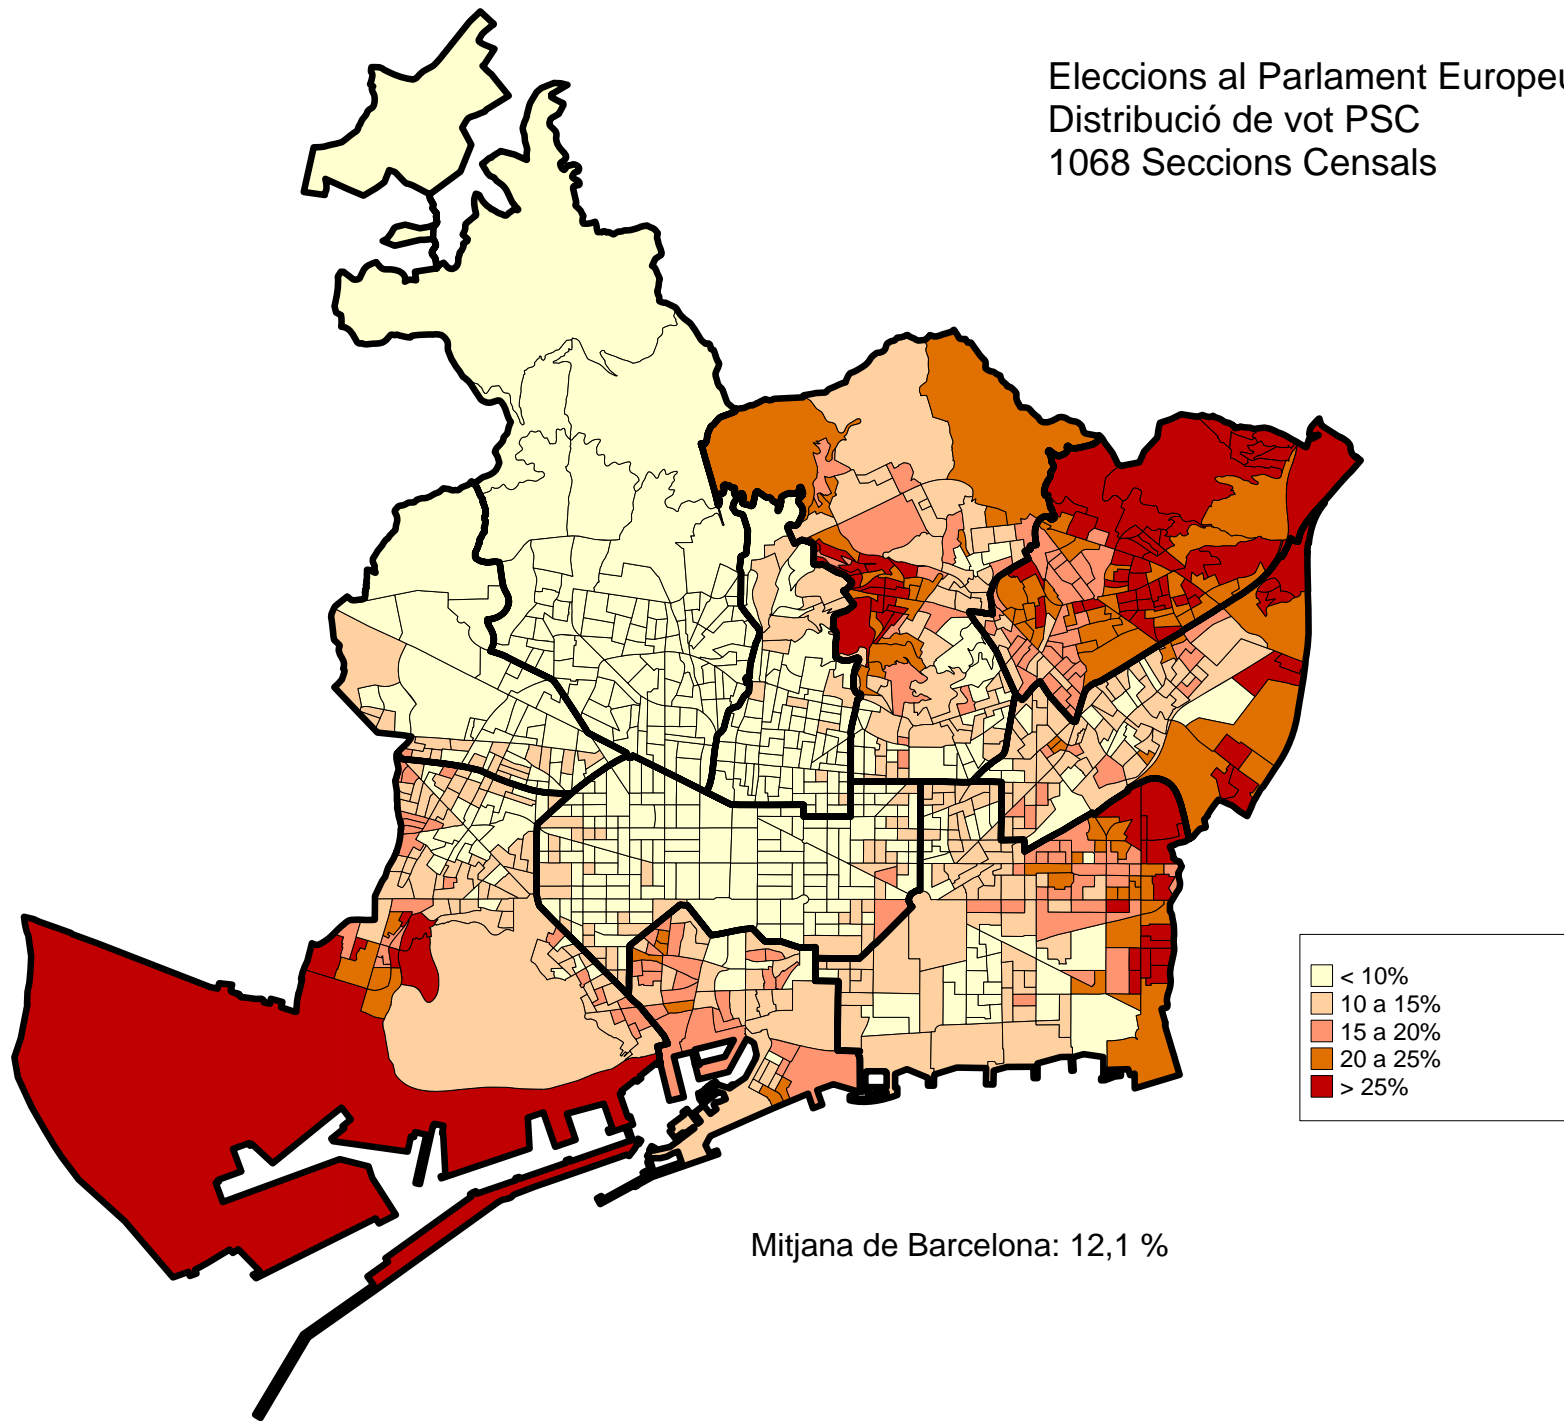 Eleccions al Parlament Europeu
Distribució de vot PSC
1068 Seccions Censals
< 10%
10 a 15%
15 a 20%
20 a 25%
> 25%
Mitjana de Barcelona: 12,1 %